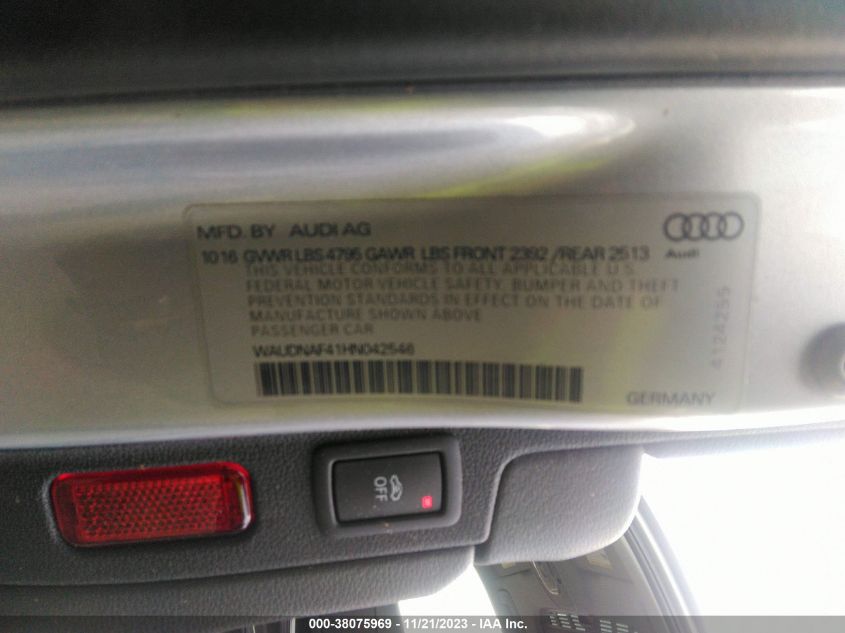 MFD. BY AUDI AG
10 16 GVWR LBS 4795 GAWR LBS FRONT 2392 / REAR 2513
Audi
THIS VEHICLE CONFORMS TO ALL APPLICABLE U.S.
FEDERAL MOTOR VEHICLE SAFETY, BUMPER AND THEFT
PREVENTION STANDARDS IN EFFECT ON THE DATE OF
MANUFACTURE SHOWN ABOVE
PASSENGER CAR
4124255
WAUDNAF41HN042546
GERMANY
OFF
000-38075969 - 11/21/2023 - IAA Inc.